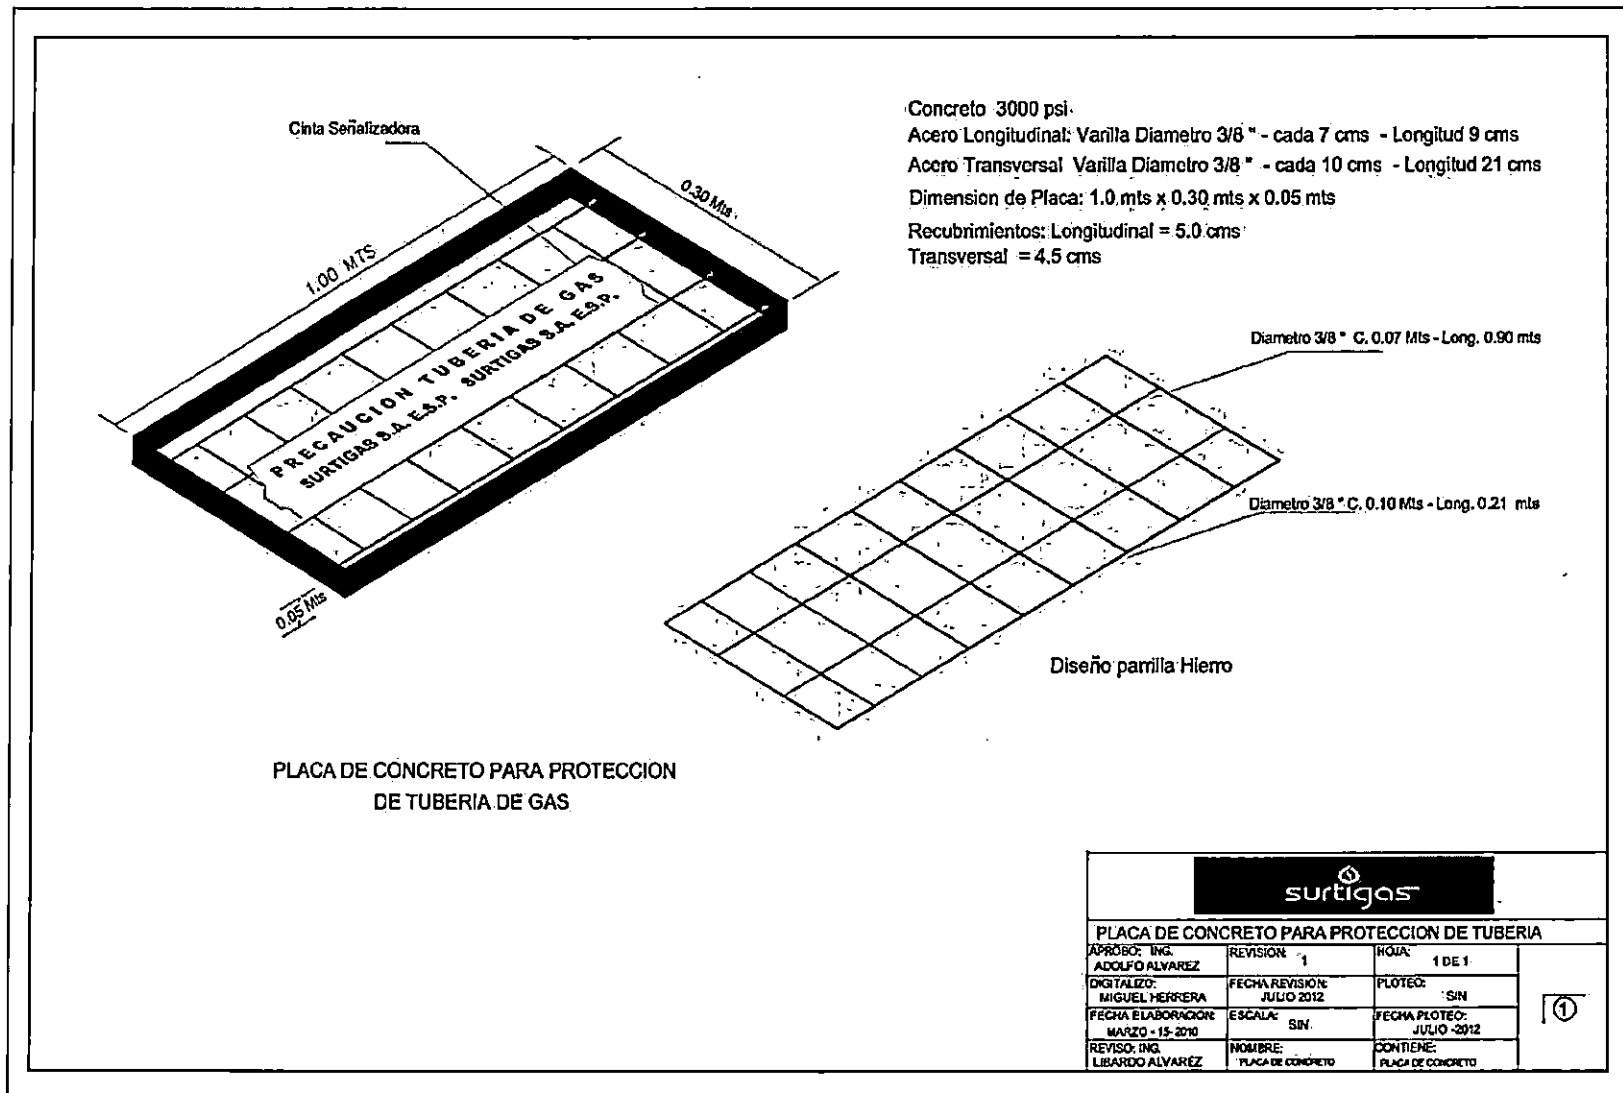 Cinta Señalizadora
0.30 Mts
1.00 MTS
PRECAUCION TUBERIA DE GAS
SURTIGAS S.A. E.S.P. SURTIGAS S.A. E.S.P.
0.05 Mts
PLACA DE CONCRETO PARA PROTECCION
DE TUBERIA DE GAS
Concreto 3000 psi
Acero Longitudinal: Varilla Diametro 3/8 " - cada 7 cms - Longitud 9 cms
Acero Transversal Varilla Diametro 3/8 " - cada 10 cms - Longitud 21 cms
Dimension de Placa: 1.0 mts x 0.30 mts x 0.05 mts
Recubrimientos: Longitudinal = 5.0 cms
Transversal = 4.5 cms
Diametro 3/8 " C. 0.07 Mts - Long. 0.90 mts
Diametro 3/8 " C. 0.10 Mts - Long. 0.21 mts
Diseño parrilla Hierro
surtigas
PLACA DE CONCRETO PARA PROTECCION DE TUBERIA
APROBO: ING.
ADOLFO ALVAREZ
REVISION:
1
HOJA:
1 DE 1
DIGITALIZO:
MIGUEL HERRERA
FECHA REVISION:
JULIO 2012
PLOTEO:
SIN
FECHA ELABORACION:
MARZO - 15- 2010
ESCALA:
SIN
FECHA PLOTEO:
JULIO -2012
REVISO: ING.
LIBARDO ALVAREZ
NOMBRE:
PLACA DE CONCRETO
CONTIENE:
PLACA DE CONCRETO
1